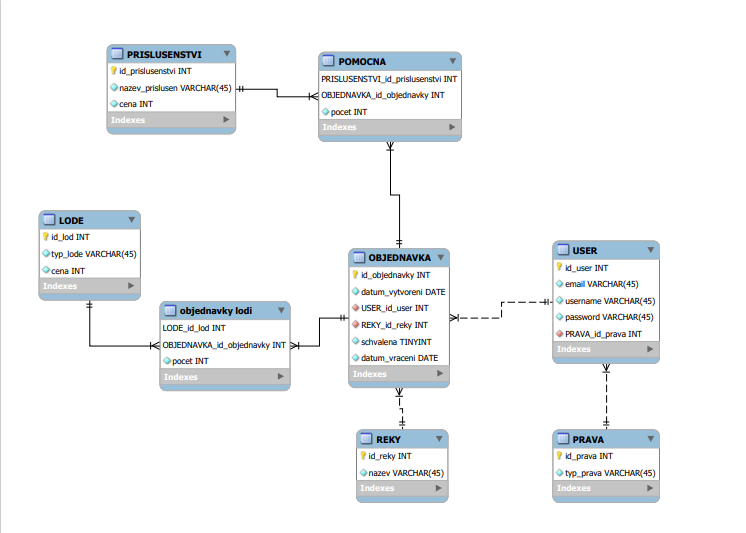 PRISLUSENSTVI
id_prislusenstvi INT
nazev_prislusen VARCHAR(45)
cena INT
Indexes
POMOCNA
PRISLUSENSTVI_id_prislusenstvi INT
OBJEDNAVKA_id_objednavky INT
pocet INT
Indexes
LODE
id_lod INT
typ_lode VARCHAR(45)
cena INT
Indexes
objednavky lodi
LODE_id_lod INT
OBJEDNAVKA_id_objednavky INT
pocet INT
Indexes
OBJEDNAVKA
id_objednavky INT
datum_vytvoreni DATE
USER_id_user INT
REKY_id_reky INT
schvalena TINYINT
datum_vraceni DATE
Indexes
USER
id_user INT
email VARCHAR(45)
username VARCHAR(45)
password VARCHAR(45)
PRAVA_id_prava INT
Indexes
REKY
id_reky INT
nazev VARCHAR(45)
Indexes
PRAVA
id_prava INT
typ_prava VARCHAR(45)
Indexes